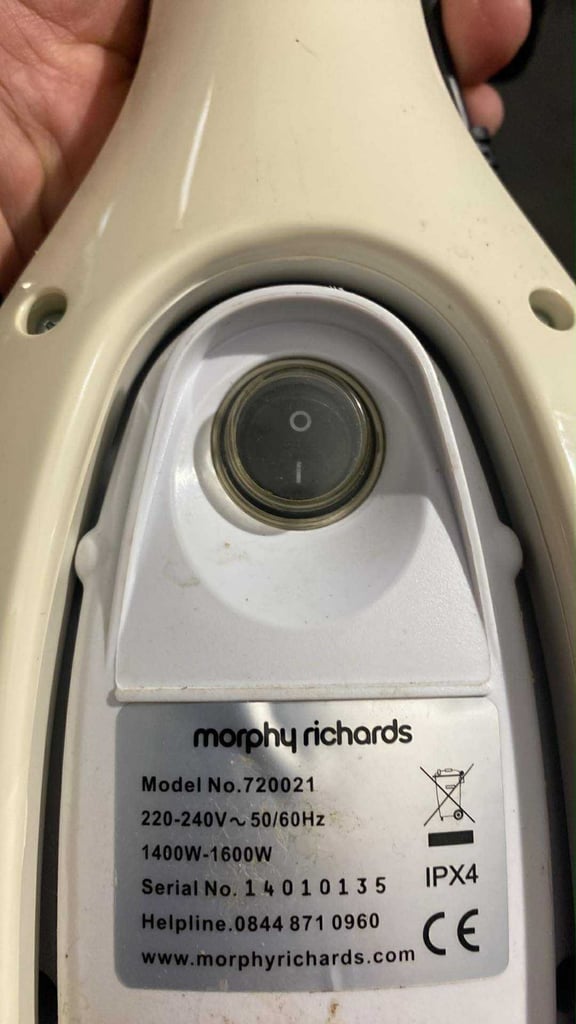 O
I
morphy richards
Model No.720021
220-240V~50/60Hz
1400W-1600W
Serial No. 14010135
IPX4
Helpline.0844 871 0960
CE
www.morphyrichards.com